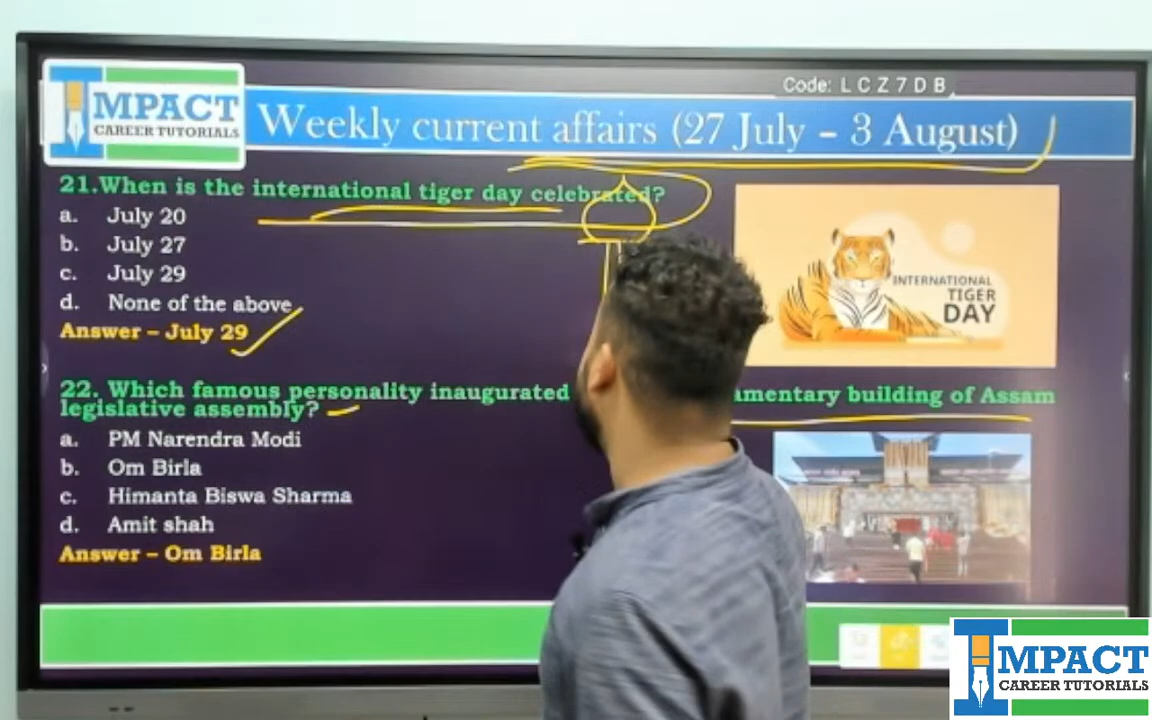 Code: LCZ7DB
IMPACT
CAREER TUTORIALS
Weekly current affairs (27 July – 3 August)
21.When is the international tiger day celebrated?
a. July 20
b. July 27
c. July 29
d. None of the above
Answer – July 29
INTERNATIONAL
TIGER
DAY
22. Which famous personality inaugurated amentary building of Assam
legislative assembly?
a. PM Narendra Modi
b. Om Birla
c. Himanta Biswa Sharma
d. Amit shah
Answer – Om Birla
IMPACT
CAREER TUTORIALS